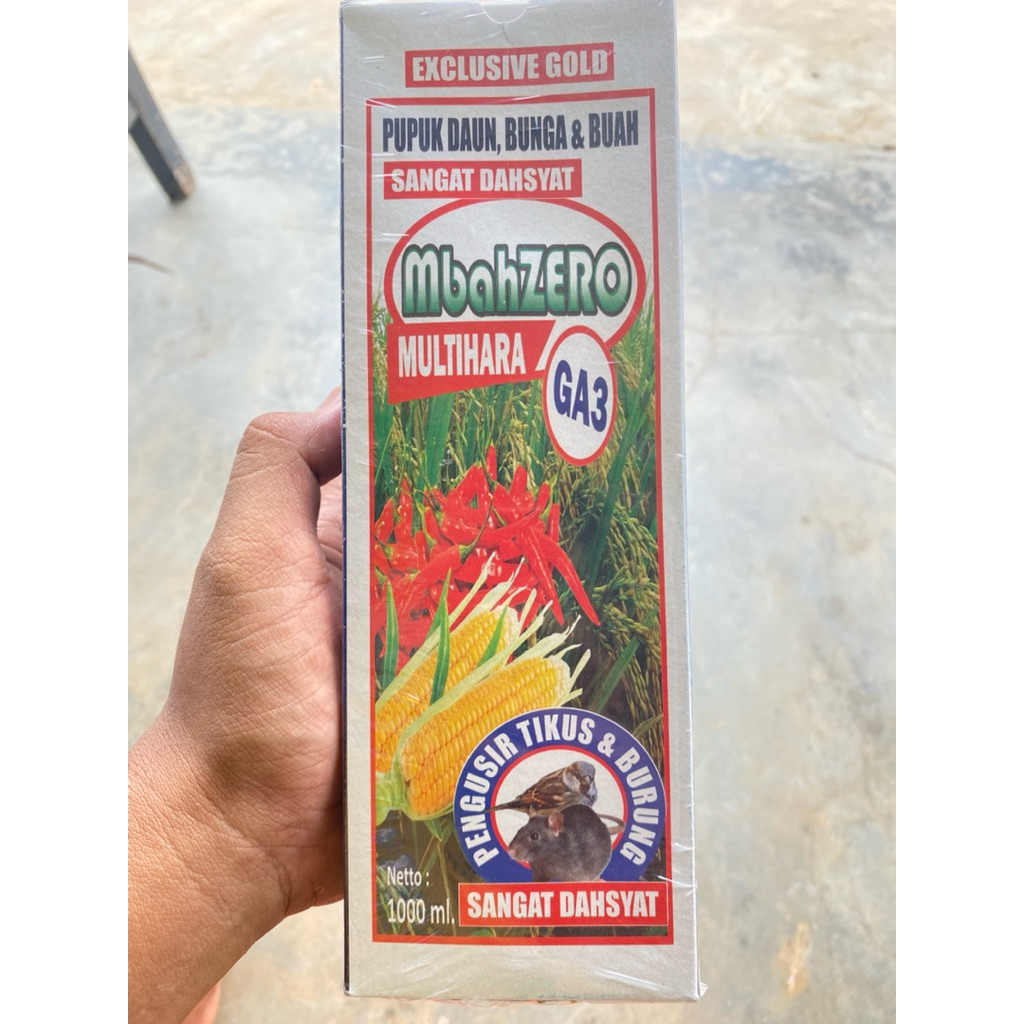 EXCLUSIVE GOLD
PUPUK DAUN, BUNGA & BUAH
SANGAT DAHSYAT
MbahZERO
MULTIHARA
GA3
PENGUSIR TIKUS & BURUNG
Netto :
1000 ml.
SANGAT DAHSYAT